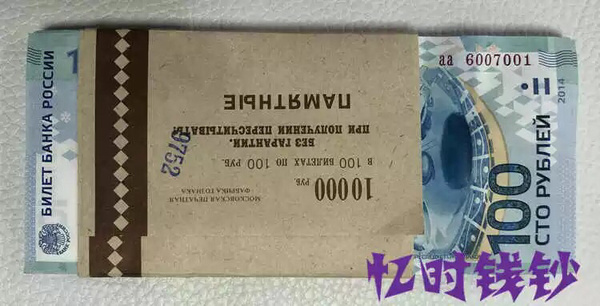 БИЛЕТ БАНКА РОССИИ
МОСКОВСКАЯ ПЕЧАТНАЯ
ФАБРИКА ГОЗНАКА
10000 РУБ.
В 100 БИЛЕТАХ ПО 100 РУБ.
БЕЗ ГАРАНТИИ.
ПРИ ПОЛУЧЕНИИ ПЕРЕСЧИТЫВАТЬ
ПАМЯТНЫЕ
9752
аа 6007001
2014
100
СТО РУБЛЕЙ
忆时钱钞